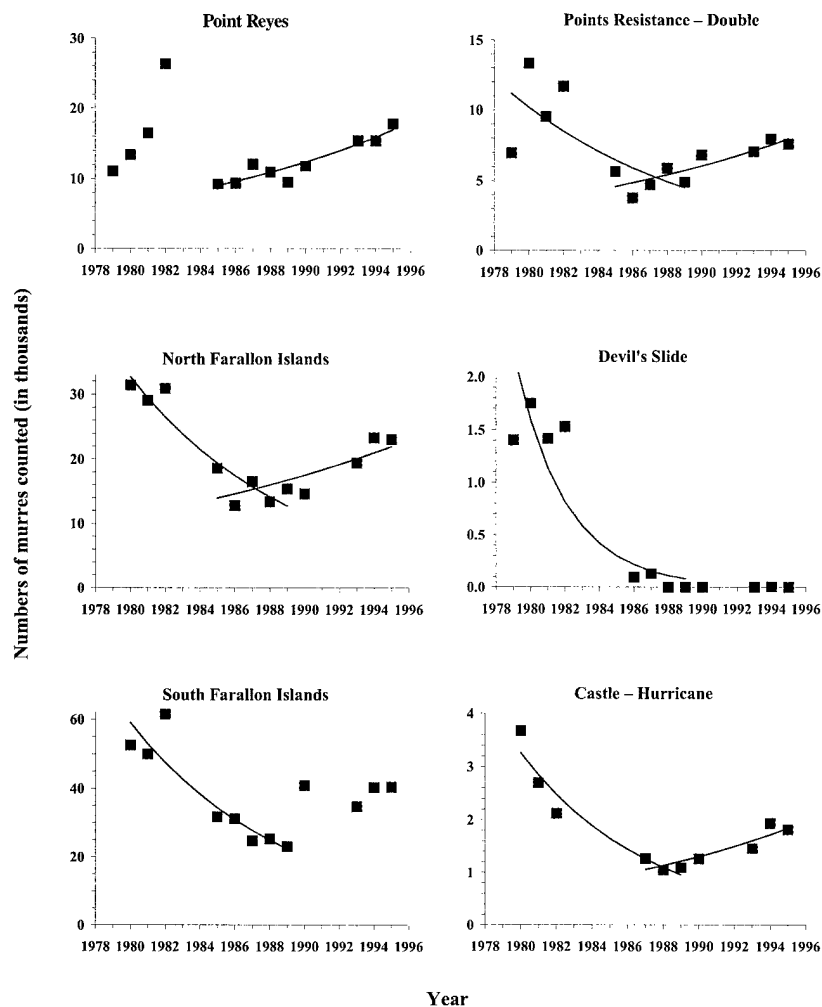 Point Reyes
30
20
10
0
1978 1980 1982 1984 1986 1988 1990 1992 1994 1996
Points Resistance – Double
15
10
5
0
1978 1980 1982 1984 1986 1988 1990 1992 1994 1996
Numbers of murres counted (in thousands)
North Farallon Islands
30
20
10
0
1978 1980 1982 1984 1986 1988 1990 1992 1994 1996
Devil's Slide
2.0
1.5
1.0
0.5
0.0
1978 1980 1982 1984 1986 1988 1990 1992 1994 1996
South Farallon Islands
60
40
20
0
1978 1980 1982 1984 1986 1988 1990 1992 1994 1996
Castle – Hurricane
4
3
2
1
0
1978 1980 1982 1984 1986 1988 1990 1992 1994 1996
Year